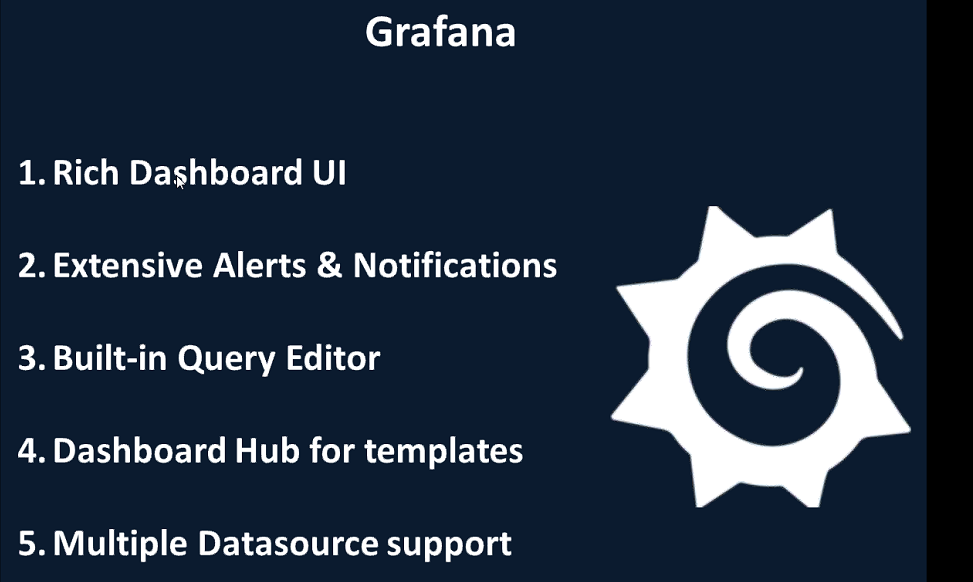 Grafana
1. Rich Dashboard UI
2. Extensive Alerts & Notifications
3. Built-in Query Editor
4. Dashboard Hub for templates
5. Multiple Datasource support